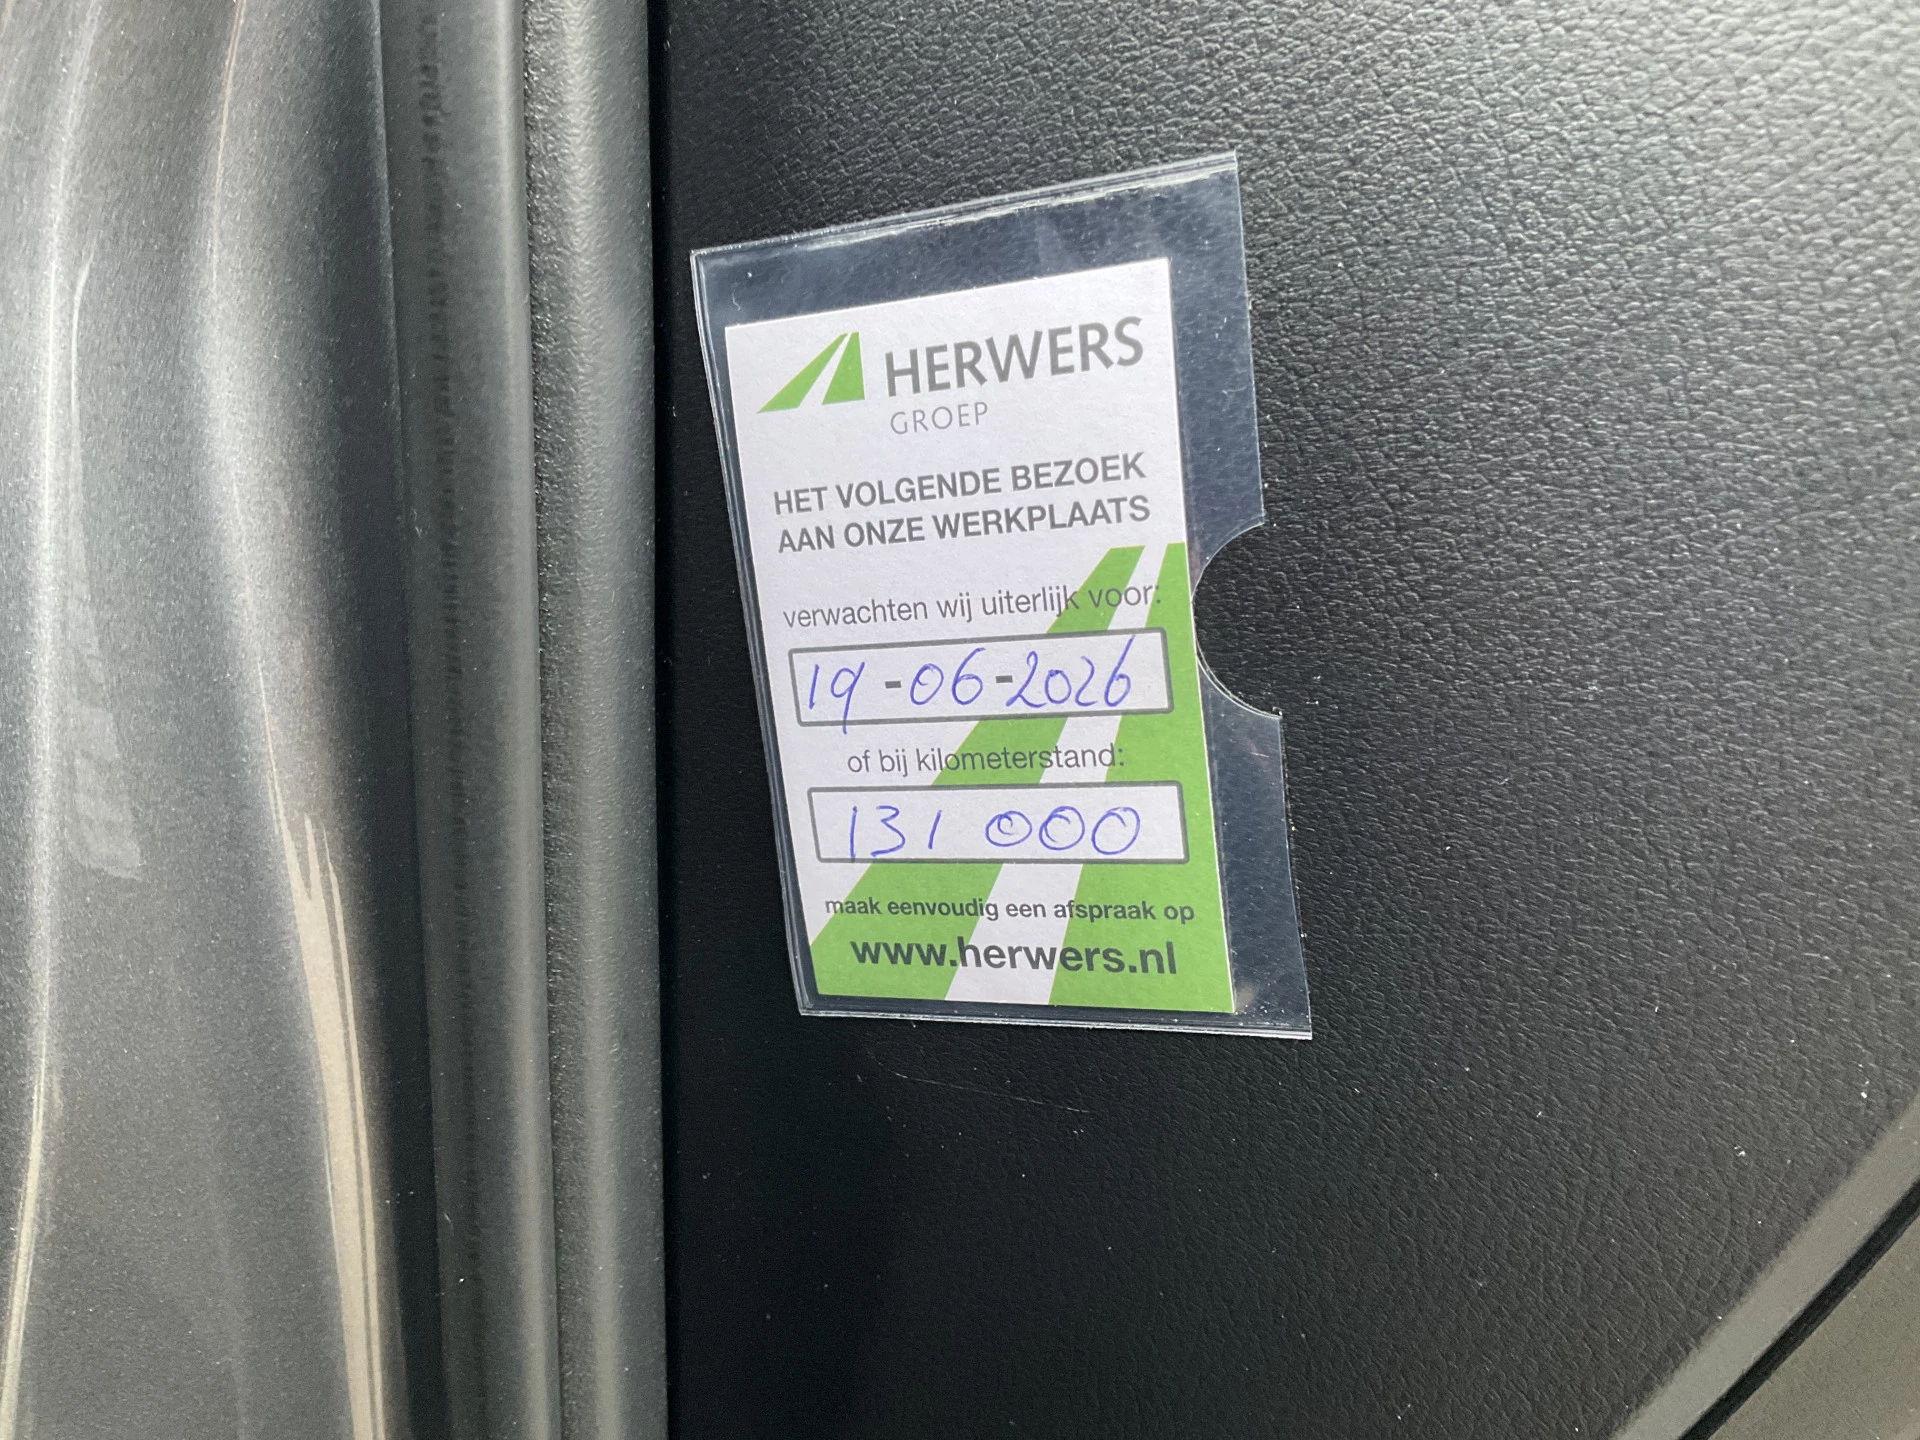 HERWERS
GROEP
HET VOLGENDE BEZOEK
AAN ONZE WERKPLAATS
verwachten wij uiterlijk voor:
19-06-2026
of bij kilometerstand:
131 000
maak eenvoudig een afspraak op
www.herwers.nl